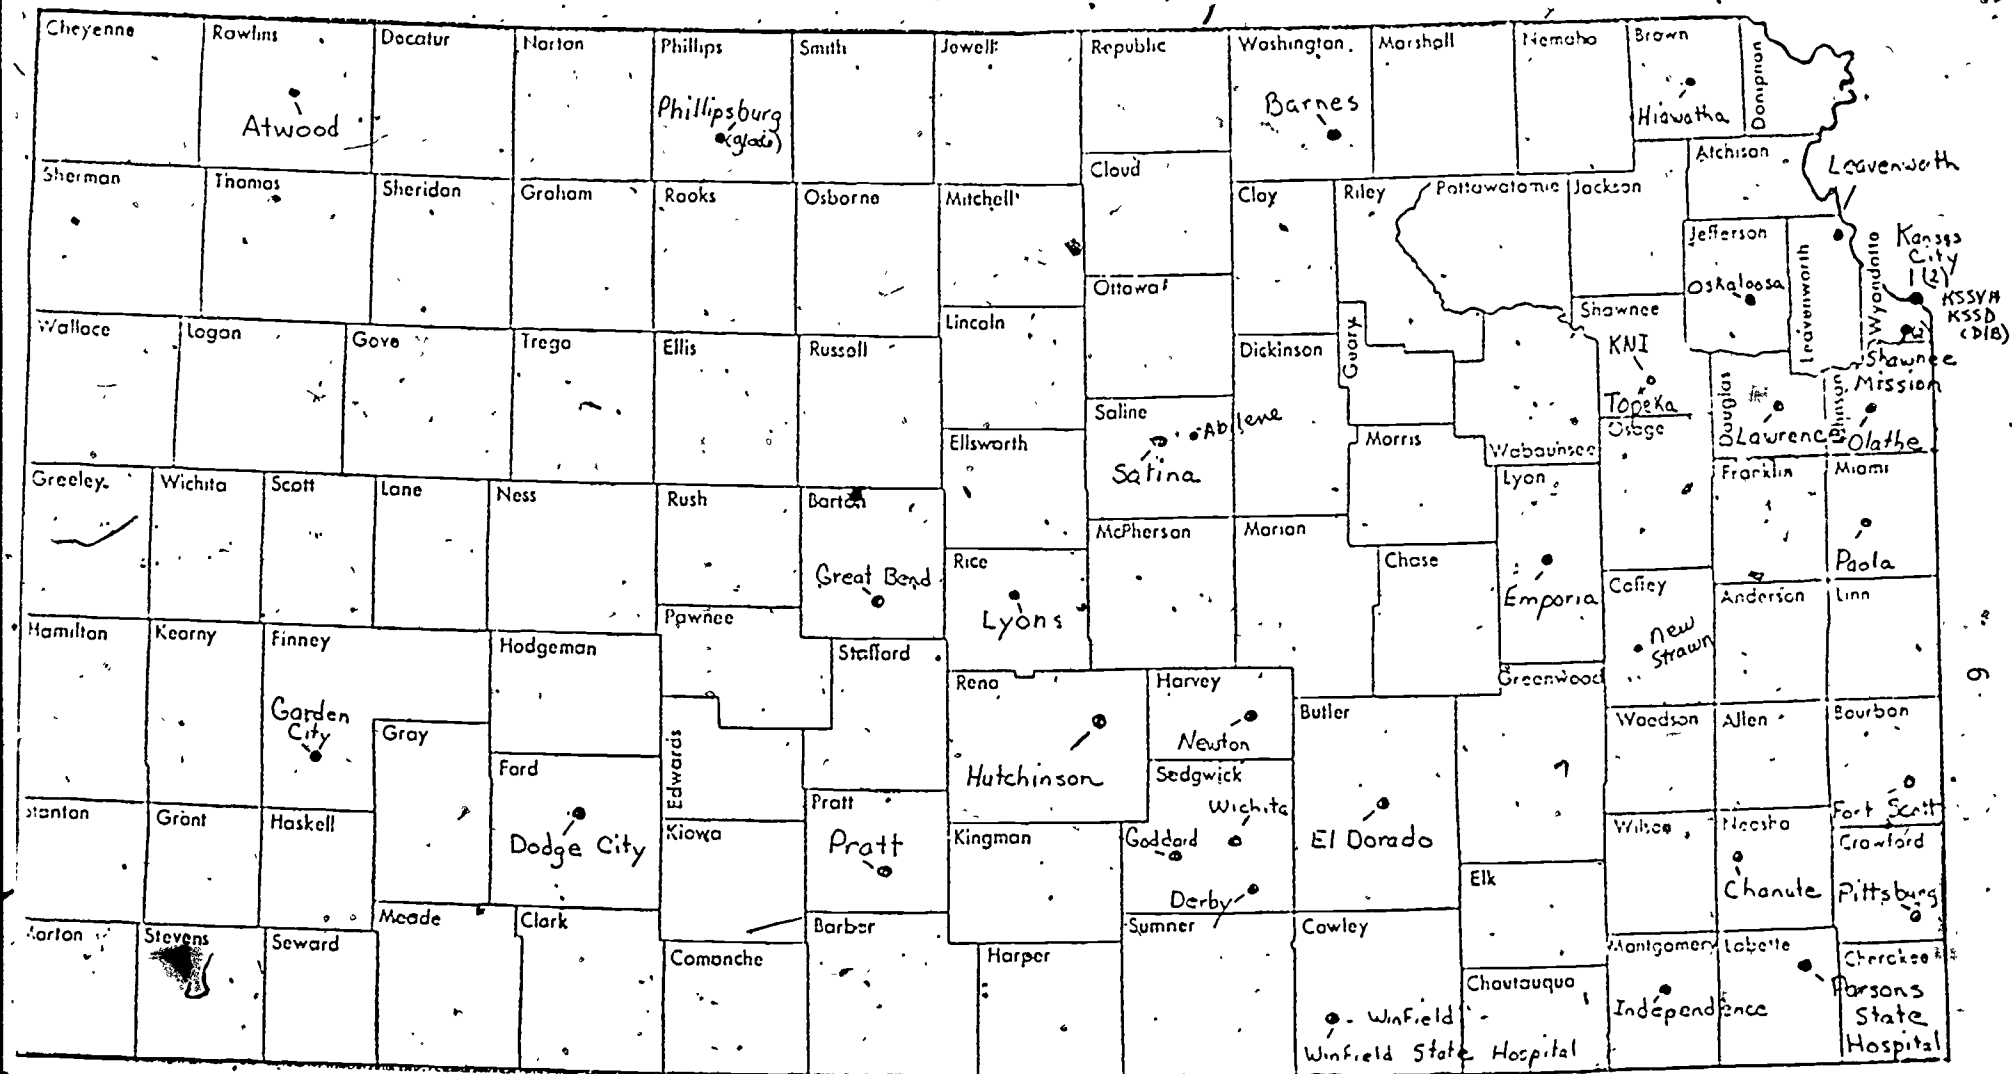 Cheyenne
Rawlins
Decatur
Norton
Phillips
Smith
Jewell
Republic
Washington
Marshall
Nemaha
Brown
Doniphan
Atwood
Phillipsburg
(glade)
Barnes
Hiawatha
Atchison
Leavenworth
Sherman
Thomas
Sheridan
Graham
Rooks
Osborne
Mitchell
Cloud
Clay
Riley
Pottawatomie
Jackson
Jefferson
Oskaloosa
Leavenworth
Wyandotte
Kansas
City
(2)
KSSVH
KSSD
(D/B)
Shawnee
Mission
Wallace
Logan
Gove
Trego
Ellis
Russell
Lincoln
Ottawa
Dickinson
Geary
Shawnee
KNI
Topeka
Douglas
Lawrence
Johnson
Olathe
Saline
Abilene
Salina
Ellsworth
Morris
Wabaunsee
Osage
Franklin
Miami
Paola
Greeley
Wichita
Scott
Lane
Ness
Rush
Barton
Great Bend
Rice
Lyons
McPherson
Marion
Chase
Lyon
Emporia
Coffey
New
Strawn
Anderson
Linn
Hamilton
Kearny
Finney
Garden
City
Hodgeman
Pawnee
Stafford
Reno
Hutchinson
Harvey
Newton
Butler
El Dorado
Greenwood
Woodson
Allen
Bourbon
Fort Scott
Gray
Ford
Dodge City
Edwards
Pratt
Pratt
Sedgwick
Wichita
Goddard
Derby
Stanton
Grant
Haskell
Kiowa
Kingman
Elk
Wilson
Neosho
Chanute
Crawford
Pittsburg
Morton
Stevens
Seward
Meade
Clark
Comanche
Barber
Harper
Sumner
Cowley
Winfield
Winfield State Hospital
Chautauqua
Montgomery
Independence
Labette
Cherokee
Parsons
State
Hospital
9